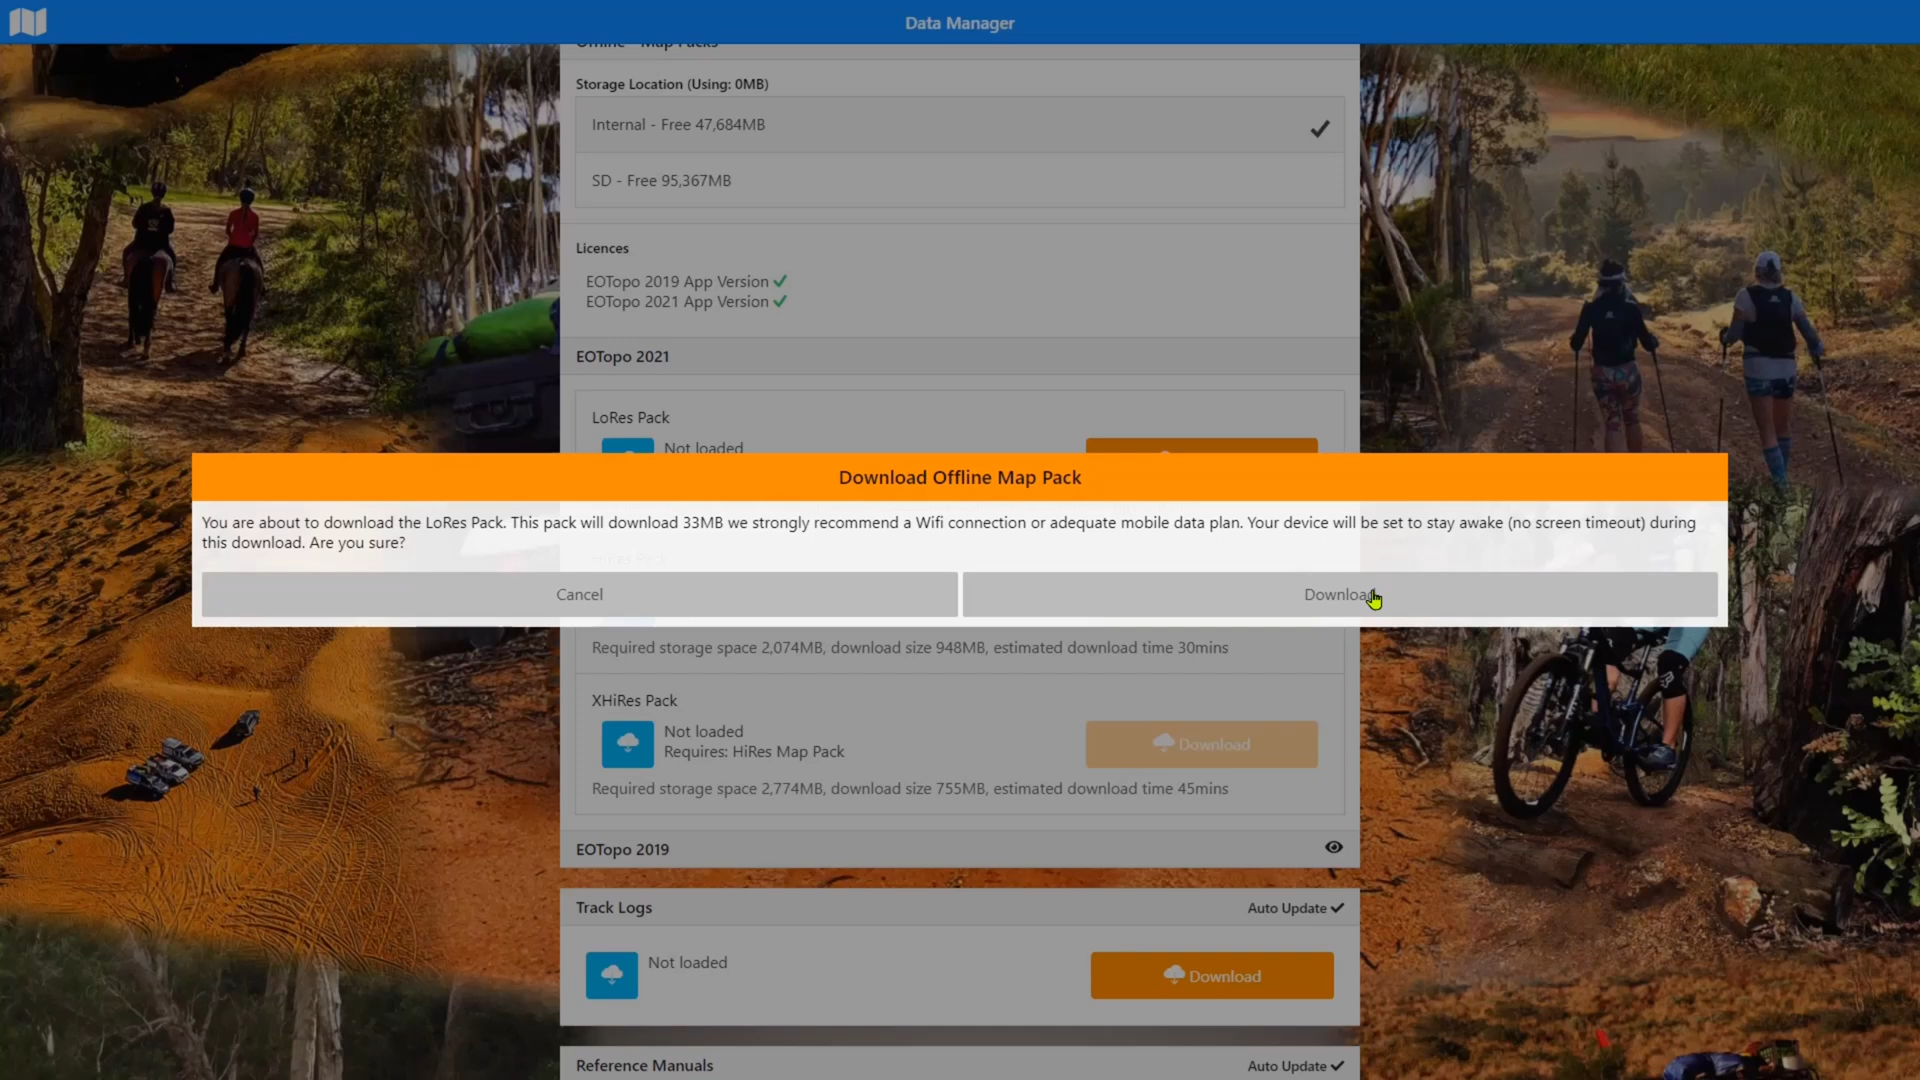 Data Manager
Offline - Map Packs
Storage Location (Using: 0MB)
Internal - Free 47,684MB
SD - Free 95,367MB
Licences
EOTopo 2019 App Version
EOTopo 2021 App Version
EOTopo 2021
LoRes Pack
Not loaded
Download Offline Map Pack
You are about to download the LoRes Pack. This pack will download 33MB we strongly recommend a Wifi connection or adequate mobile data plan. Your device will be set to stay awake (no screen timeout) during
this download. Are you sure?
HiRes Pack
Cancel
Download
Required storage space 2,074MB, download size 948MB, estimated download time 30mins
XHiRes Pack
Not loaded
Requires: HiRes Map Pack
Download
Required storage space 2,774MB, download size 755MB, estimated download time 45mins
EOTopo 2019
Track Logs
Auto Update
Not loaded
Download
Reference Manuals
Auto Update